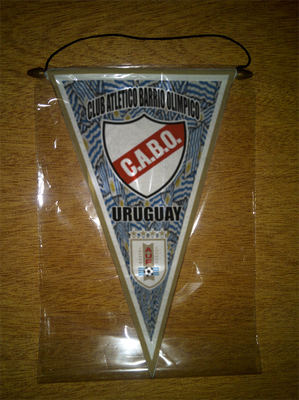 CLUB ATLETICO BARRIO OLIMPICO
C.A.B.O.
URUGUAY